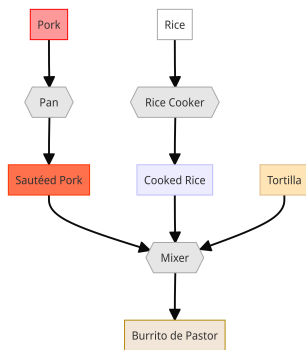 Pork
Rice
Pan
Rice Cooker
Sautéed Pork
Cooked Rice
Tortilla
Mixer
Burrito de Pastor